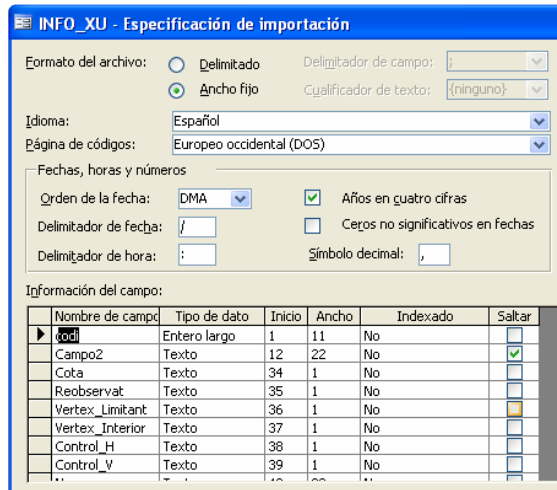 INFO_XU - Especificación de importación
Formato del archivo: Delimitado Delimitador de campo: ;
Ancho fijo Cualificador de texto: {ninguno}
Idioma: Español
Página de códigos: Europeo occidental (DOS)
Fechas, horas y números
Orden de la fecha: DMA Años en cuatro cifras
Delimitador de fecha: / Ceros no significativos en fechas
Delimitador de hora: : Símbolo decimal: ,
Información del campo:
Nombre de campo Tipo de dato Inicio Ancho Indexado Saltar
codi Entero largo 1 11 No
Campo2 Texto 12 22 No
Cota Texto 34 1 No
Reobservat Texto 35 1 No
Vertex_Limitant Texto 36 1 No
Vertex_Interior Texto 37 1 No
Control_H Texto 38 1 No
Control_V Texto 39 1 No